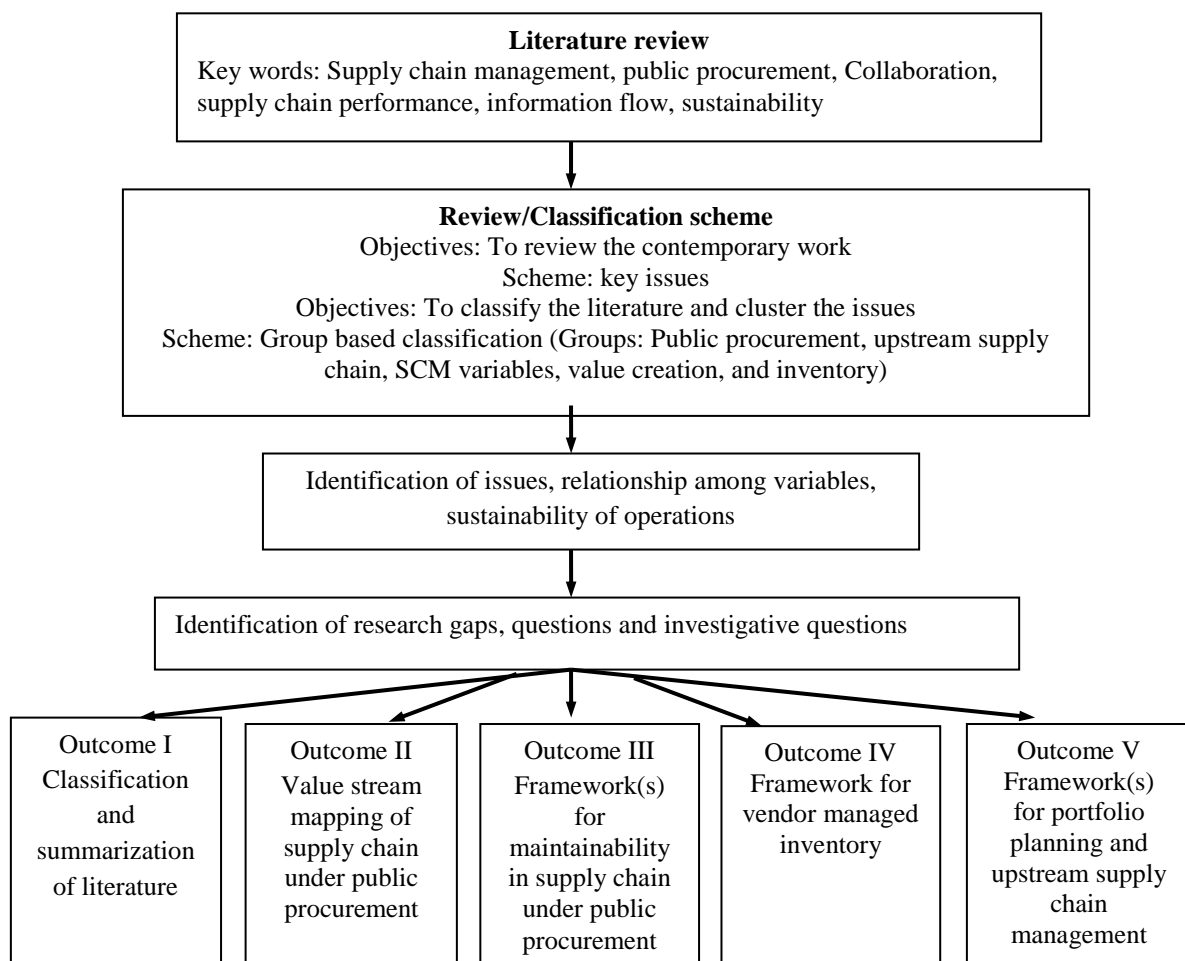 Literature review
Key words: Supply chain management, public procurement, Collaboration,
supply chain performance, information flow, sustainability
Review/Classification scheme
Objectives: To review the contemporary work
Scheme: key issues
Objectives: To classify the literature and cluster the issues
Scheme: Group based classification (Groups: Public procurement, upstream supply
chain, SCM variables, value creation, and inventory)
Identification of issues, relationship among variables,
sustainability of operations
Identification of research gaps, questions and investigative questions
Outcome I
Classification
and
summarization
of literature
Outcome II
Value stream
mapping of
supply chain
under public
procurement
Outcome III
Framework(s)
for
maintainability
in supply chain
under public
procurement
Outcome IV
Framework for
vendor managed
inventory
Outcome V
Framework(s)
for portfolio
planning and
upstream supply
chain
management